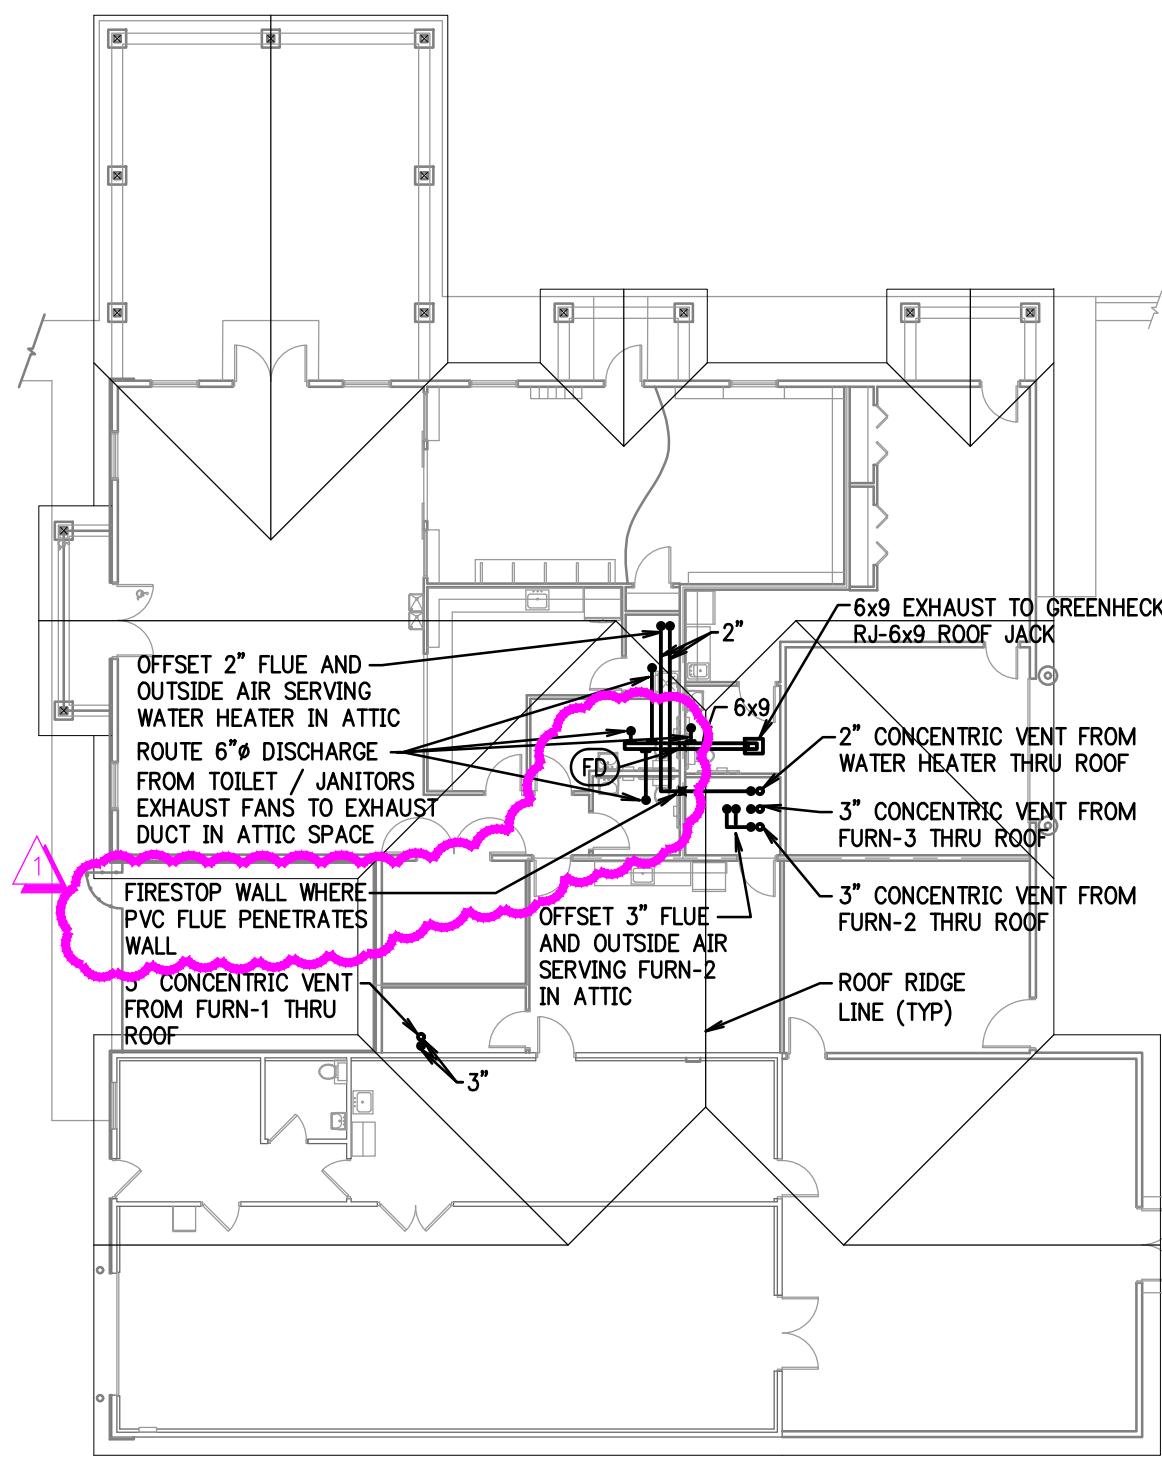 6x9 EXHAUST TO GREENHECK
RJ-6x9 ROOF JACK
2"
OFFSET 2" FLUE AND
OUTSIDE AIR SERVING
WATER HEATER IN ATTIC
6x9
ROUTE 6"ø DISCHARGE
FROM TOILET / JANITORS
EXHAUST FANS TO EXHAUST
DUCT IN ATTIC SPACE
FD
2" CONCENTRIC VENT FROM
WATER HEATER THRU ROOF
3" CONCENTRIC VENT FROM
FURN-3 THRU ROOF
1
FIRESTOP WALL WHERE
PVC FLUE PENETRATES
WALL
3" CONCENTRIC VENT FROM
FURN-2 THRU ROOF
OFFSET 3" FLUE
AND OUTSIDE AIR
SERVING FURN-2
IN ATTIC
3" CONCENTRIC VENT
FROM FURN-1 THRU
ROOF
ROOF RIDGE
LINE (TYP)
3"